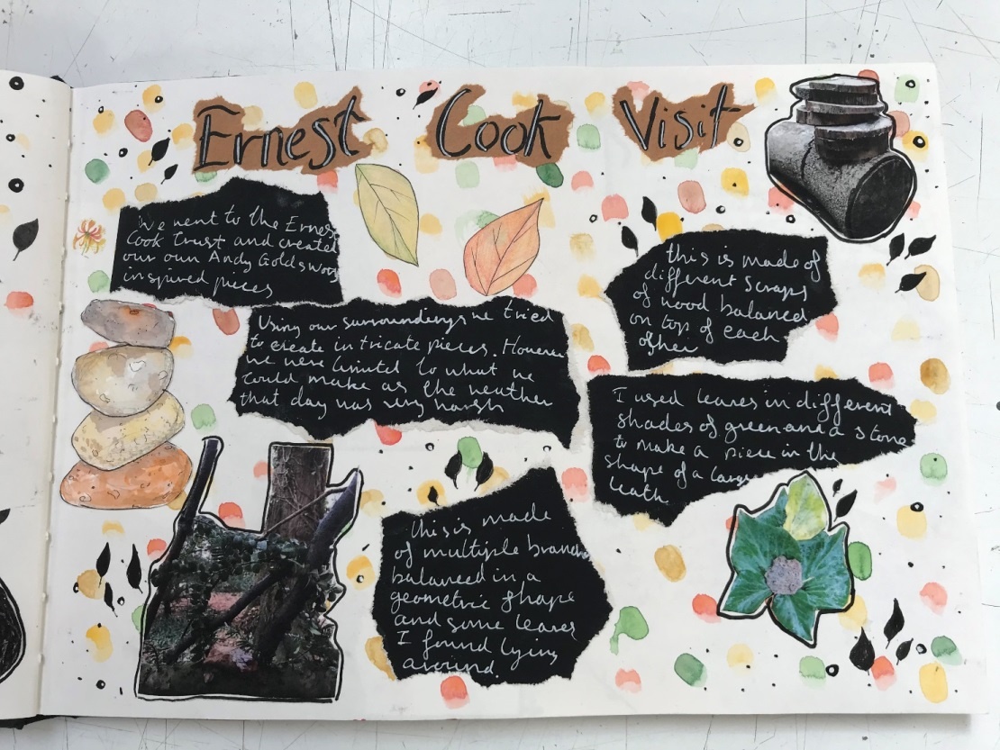 Ernest Cook Visit
We went to the Ernest
Cook Trust and created
our own Andy Goldswor
inspired pieces
Using our surroundings we tried
to create intricate pieces. However
we were limited to what we
could make as the weather
that day was very harsh
this is made of
different scraps
of wood balanced
on top of each
other
I used leaves in different
shades of green and a stone
to make a piece in the
shape of a large
leath
this is made
of multiple branches
balanced in a
geometric shape
and some leaves
I found lying
around.